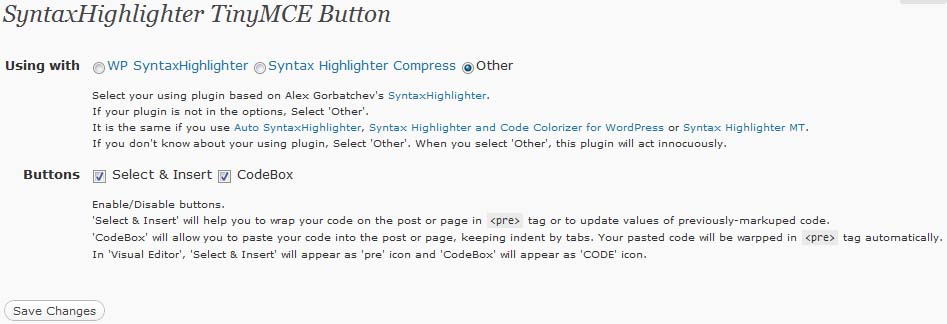 SyntaxHighlighter TinyMCE Button
Using with WP SyntaxHighlighter Syntax Highlighter Compress Other
Select your using plugin based on Alex Gorbatchev's SyntaxHighlighter.
If your plugin is not in the options, Select 'Other'.
It is the same if you use Auto SyntaxHighlighter, Syntax Highlighter and Code Colorizer for WordPress or Syntax Highlighter MT.
If you don't know about your using plugin, Select 'Other'. When you select 'Other', this plugin will act innocuously.
Buttons Select & Insert CodeBox
Enable/Disable buttons.
'Select & Insert' will help you to wrap your code on the post or page in <pre> tag or to update values of previously-markuped code.
'CodeBox' will allow you to paste your code into the post or page, keeping indent by tabs. Your pasted code will be warpped in <pre> tag automatically.
In 'Visual Editor', 'Select & Insert' will appear as 'pre' icon and 'CodeBox' will appear as 'CODE' icon.
Save Changes